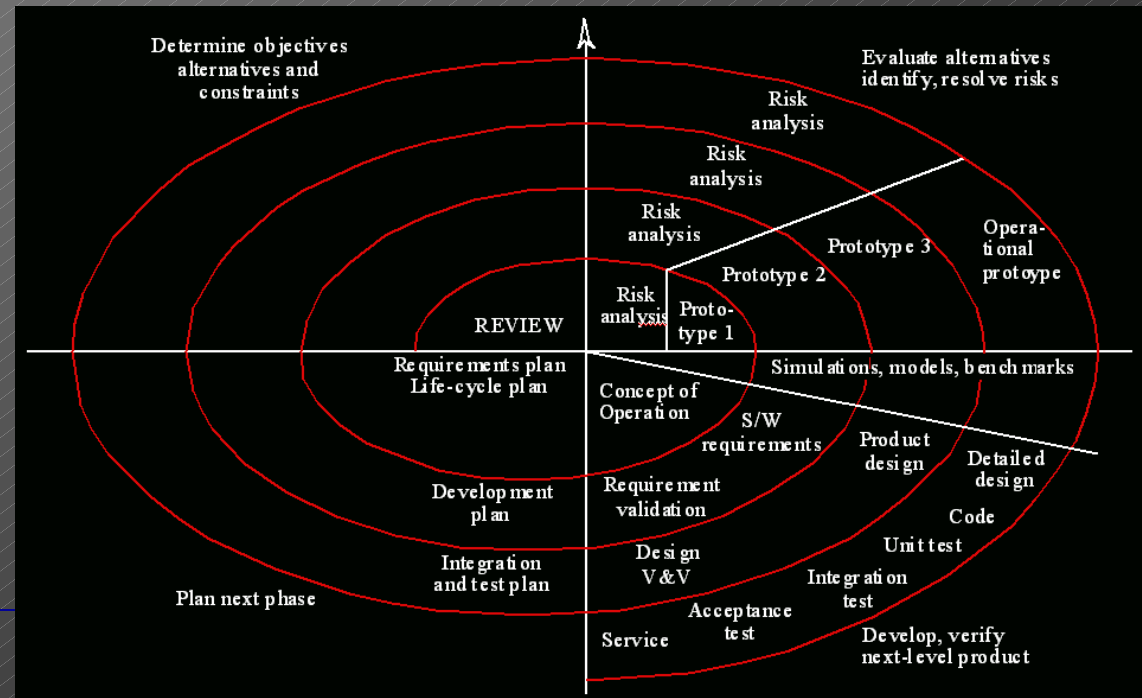 Determine objectives
alternatives and
constraints
Evaluate alternatives
identify, resolve risks
Risk
analysis
Risk
analysis
Risk
analysis
Risk
analysis
Proto-
type 1
Prototype 2
Prototype 3
Opera-
tional
protoype
REVIEW
Requirements plan
Life-cycle plan
Simulations, models, benchmarks
Concept of
Operation
S/W
requirements
Product
design
Detailed
design
Development
plan
Requirement
validation
Code
Unit test
Integration
and test plan
Design
V&V
Integration
test
Plan next phase
Acceptance
test
Service
Develop, verify
next-level product